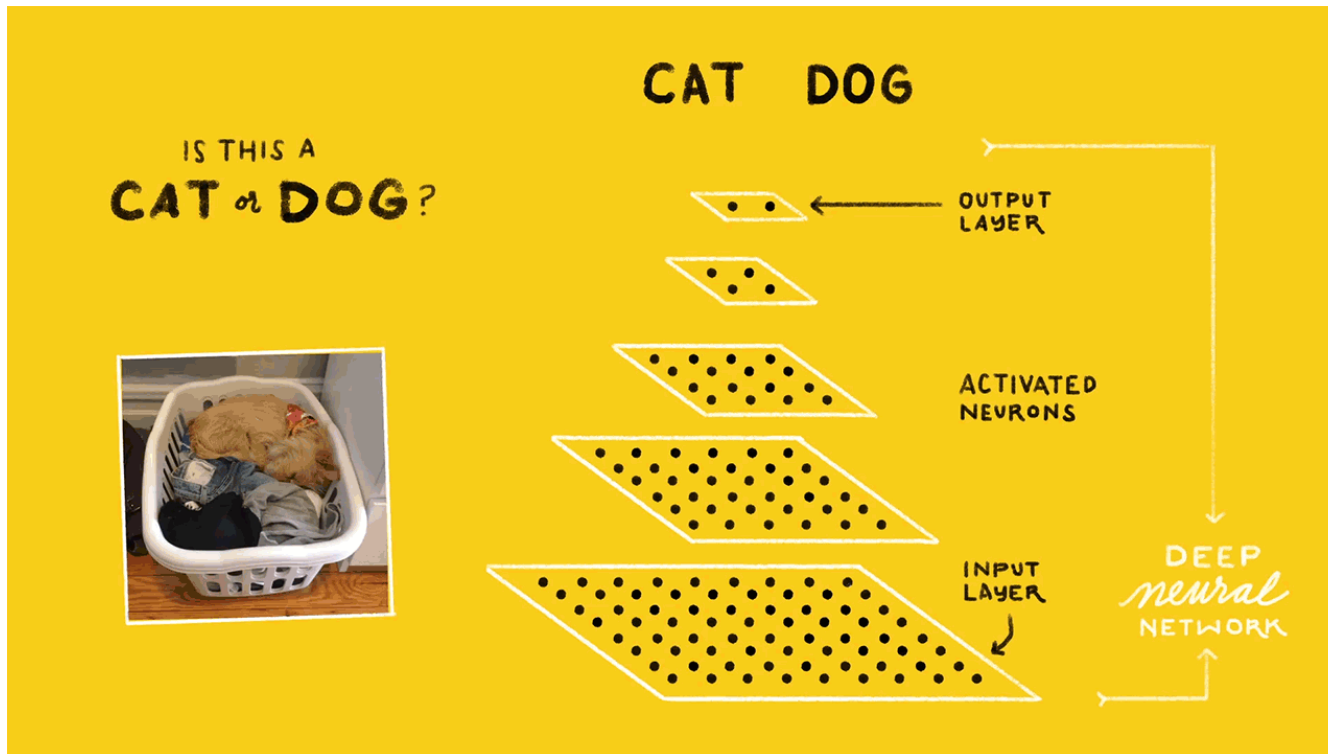 CAT DOG
IS THIS A
CAT or DOG?
OUTPUT
LAYER
ACTIVATED
NEURONS
INPUT
LAYER
DEEP
neural
NETWORK